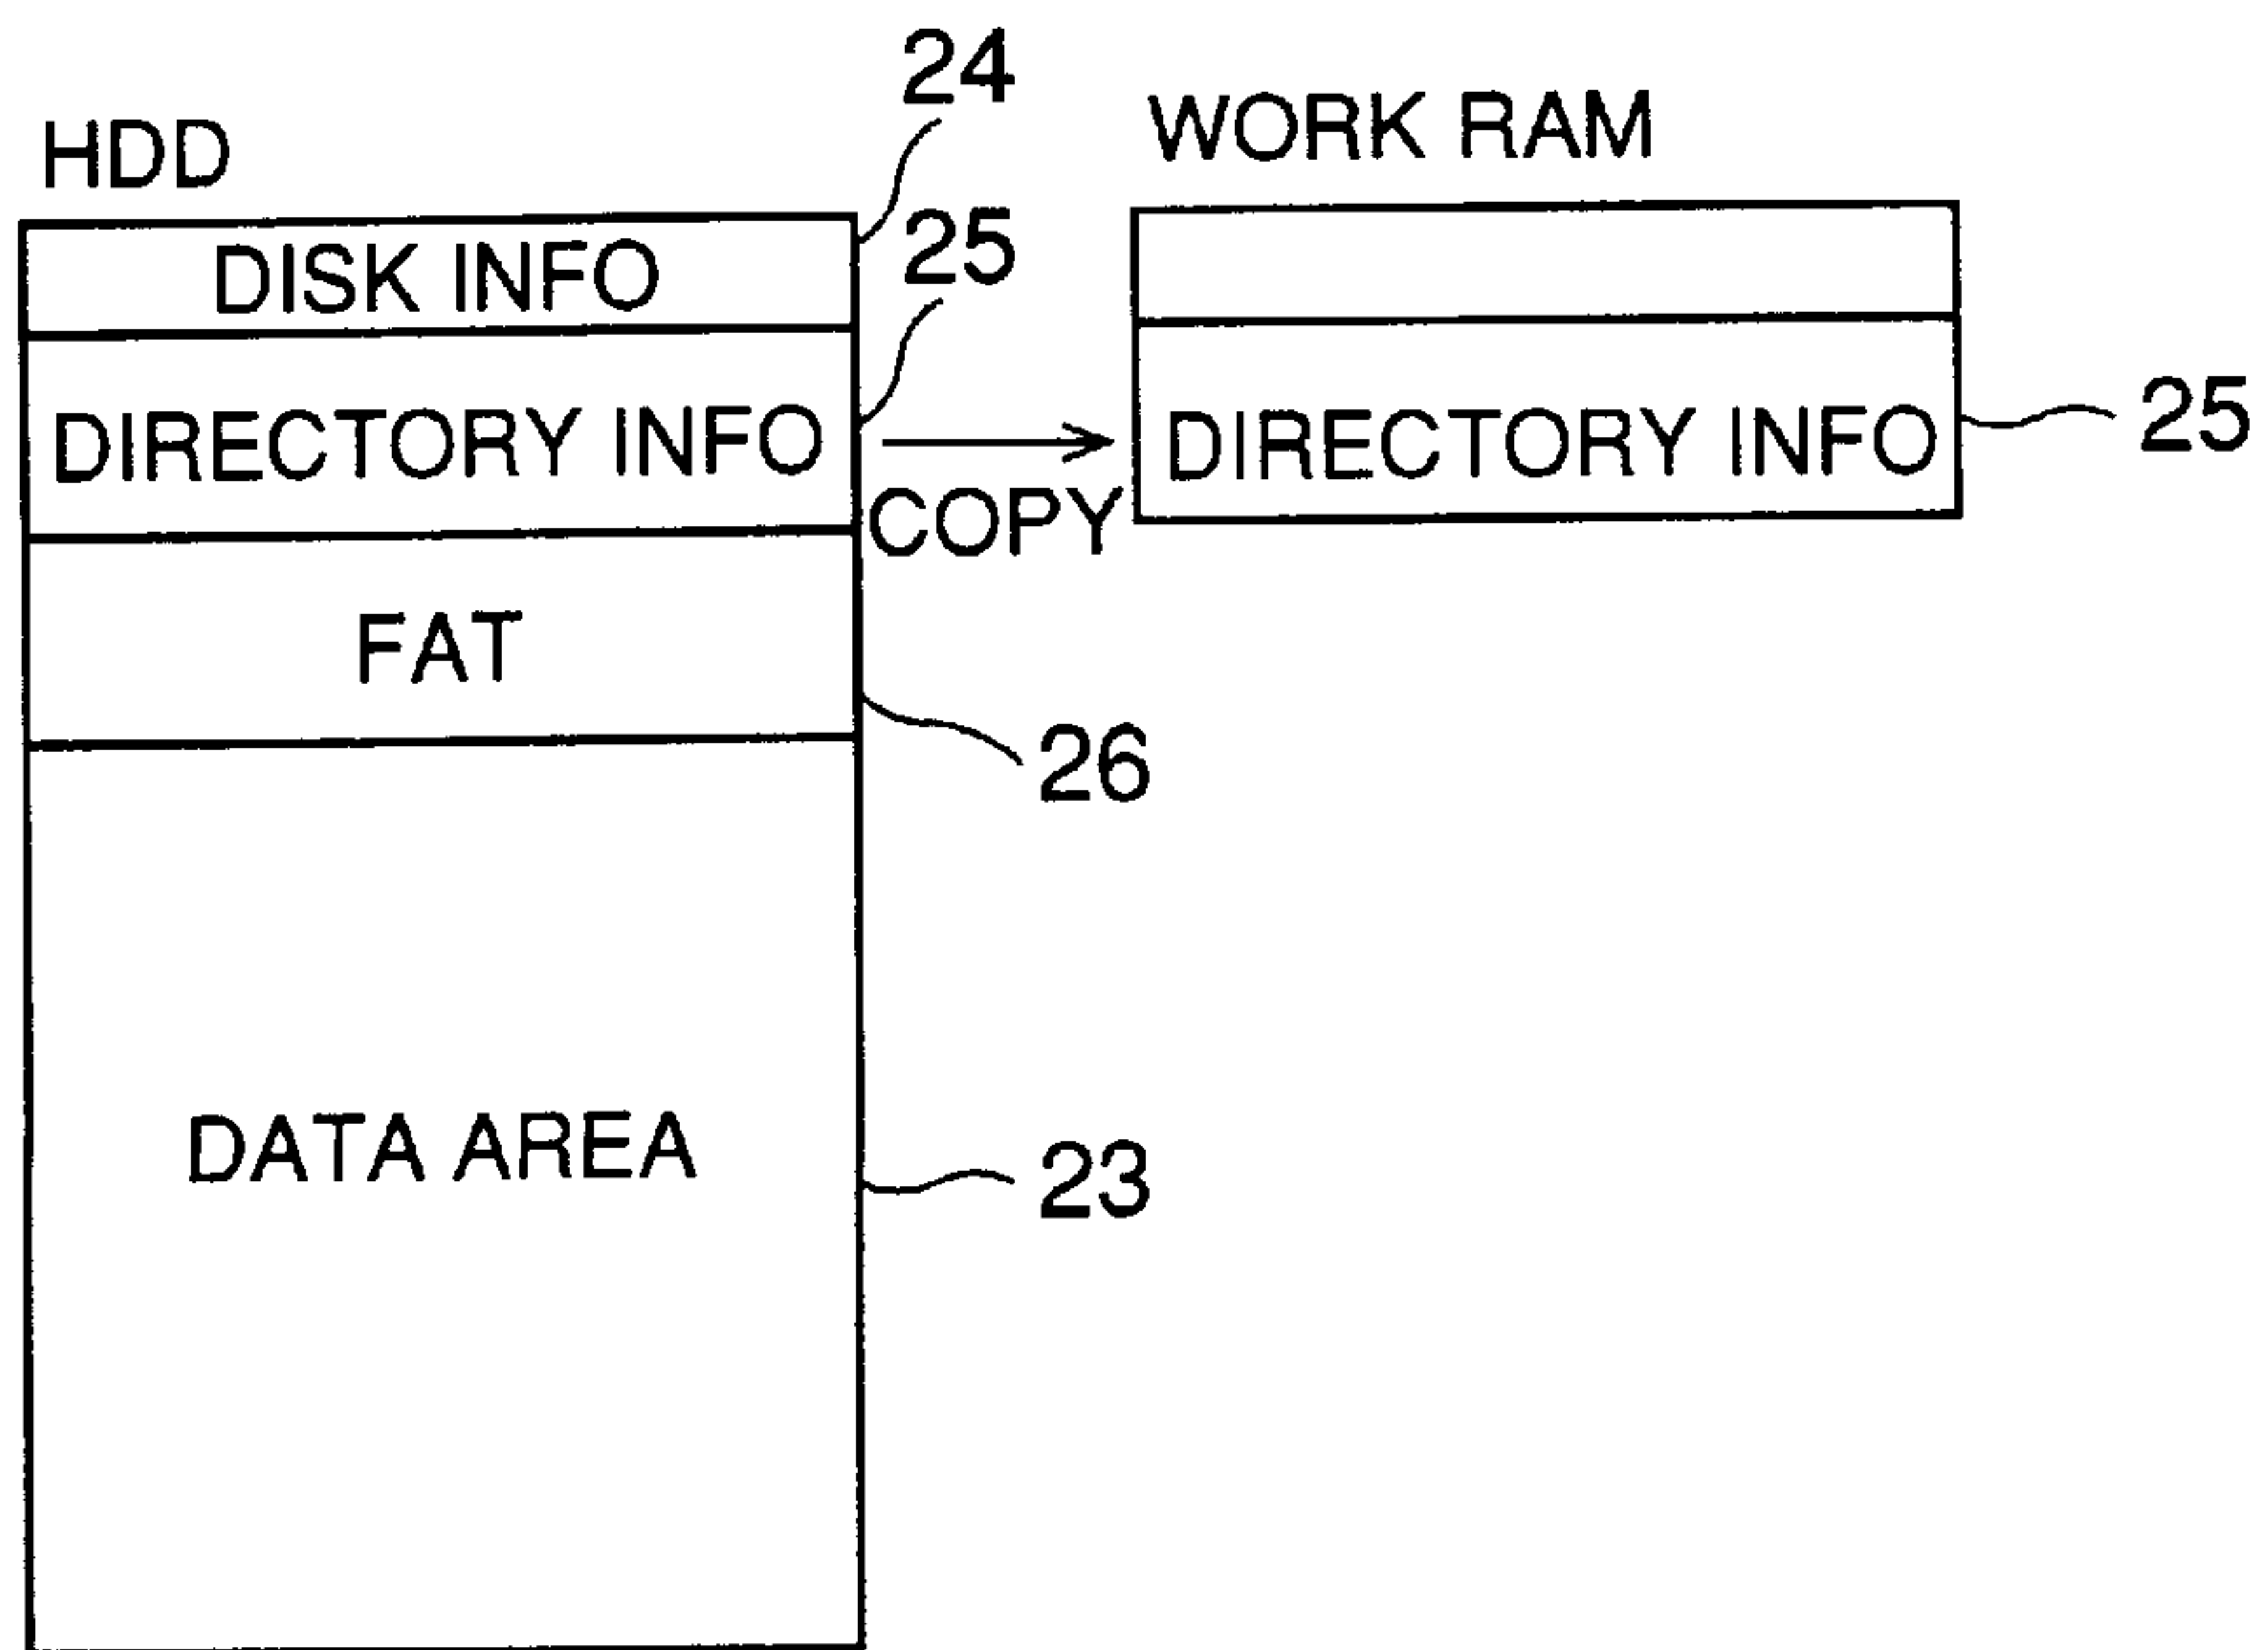 24
HDD
WORK RAM
DISK INFO
25
DIRECTORY INFO
COPY
DIRECTORY INFO
25
FAT
26
DATA AREA
23